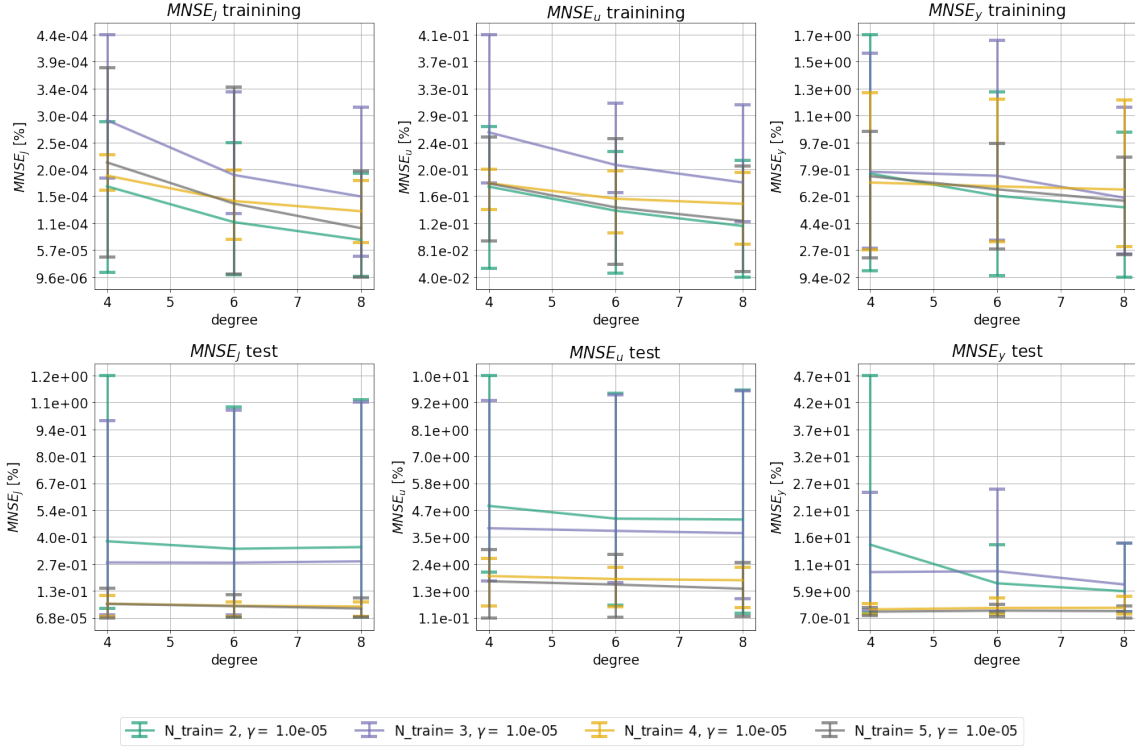 MNSE_J trainining
MNSE_u trainining
MNSE_y trainining
4.4e-04
3.9e-04
3.4e-04
3.0e-04
2.5e-04
2.0e-04
1.5e-04
1.1e-04
5.7e-05
9.6e-06
MNSE_J [%]
4 5 6 7 8
degree
4.1e-01
3.7e-01
3.3e-01
2.9e-01
2.4e-01
2.0e-01
1.6e-01
1.2e-01
8.1e-02
4.0e-02
MNSE_u [%]
4 5 6 7 8
degree
1.7e+00
1.5e+00
1.3e+00
1.1e+00
9.7e-01
7.9e-01
6.2e-01
4.4e-01
2.7e-01
9.4e-02
MNSE_y [%]
4 5 6 7 8
degree
MNSE_J test
MNSE_u test
MNSE_y test
1.2e+00
1.1e+00
9.4e-01
8.0e-01
6.7e-01
5.4e-01
4.0e-01
2.7e-01
1.3e-01
6.8e-05
MNSE_J [%]
4 5 6 7 8
degree
1.0e+01
9.2e+00
8.1e+00
7.0e+00
5.8e+00
4.7e+00
3.5e+00
2.4e+00
1.3e+00
1.1e-01
MNSE_u [%]
4 5 6 7 8
degree
4.7e+01
4.2e+01
3.7e+01
3.2e+01
2.7e+01
2.1e+01
1.6e+01
1.1e+01
5.9e+00
7.0e-01
MNSE_y [%]
4 5 6 7 8
degree
N_train= 2, γ = 1.0e-05
N_train= 3, γ = 1.0e-05
N_train= 4, γ = 1.0e-05
N_train= 5, γ = 1.0e-05